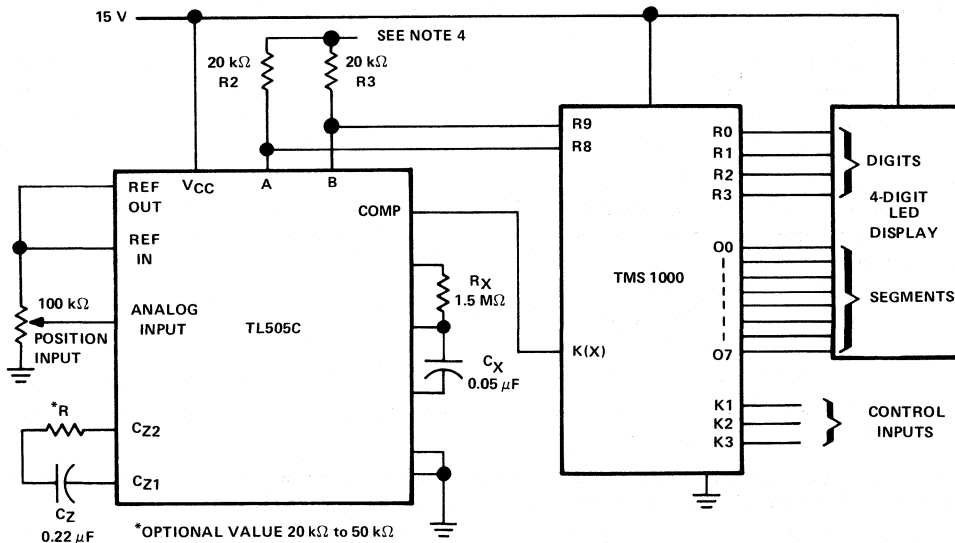 15 V
SEE NOTE 4
20 kΩ
R2
20 kΩ
R3
R9
R8
R0
R1
R2
R3
DIGITS
4-DIGIT
LED
DISPLAY
REF
OUT
VCC
A
B
COMP
REF
IN
100 kΩ
POSITION
INPUT
ANALOG
INPUT
TL505C
RX
1.5 MΩ
CX
0.05 μF
TMS 1000
K(X)
O0
O7
SEGMENTS
*R
CZ2
CZ1
CZ
0.22 μF
*OPTIONAL VALUE 20 kΩ to 50 kΩ
K1
K2
K3
CONTROL
INPUTS